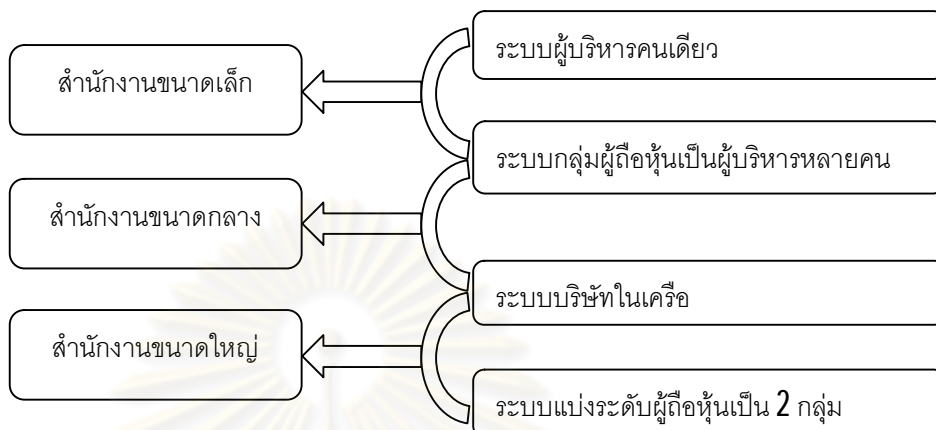 ระบบผู้บริหารคนเดียว
สำนักงานขนาดเล็ก
ระบบกลุ่มผู้ถือหุ้นเป็นผู้บริหารหลายคน
สำนักงานขนาดกลาง
ระบบบริษัทในเครือ
สำนักงานขนาดใหญ่
ระบบแบ่งระดับผู้ถือหุ้นเป็น 2 กลุ่ม